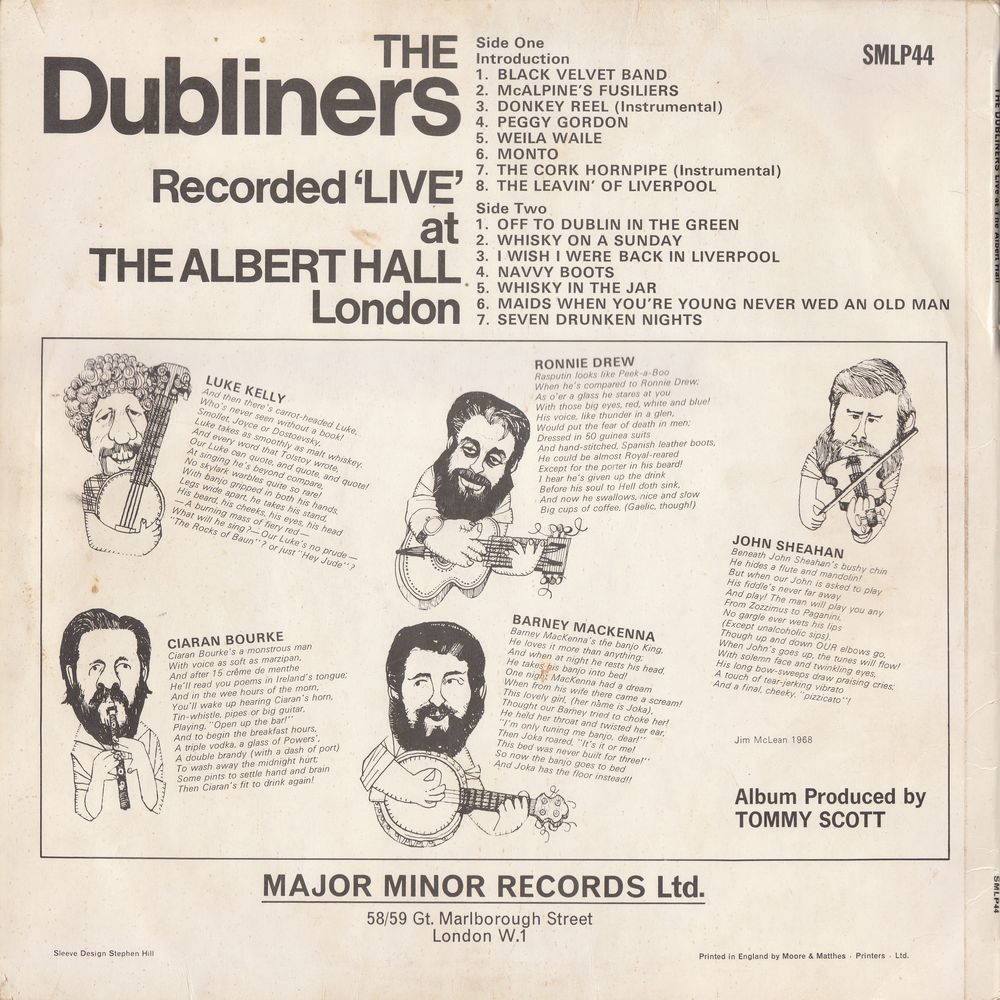 THE
Dubliners
Recorded 'LIVE'
at
THE ALBERT HALL
London
Side One
Introduction
1. BLACK VELVET BAND
2. McALPINE'S FUSILIERS
3. DONKEY REEL (Instrumental)
4. PEGGY GORDON
5. WEILA WAILE
6. MONTO
7. THE CORK HORNPIPE (Instrumental)
8. THE LEAVIN' OF LIVERPOOL
Side Two
1. OFF TO DUBLIN IN THE GREEN
2. WHISKY ON A SUNDAY
3. I WISH I WERE BACK IN LIVERPOOL
4. NAVVY BOOTS
5. WHISKY IN THE JAR
6. MAIDS WHEN YOU'RE YOUNG NEVER WED AN OLD MAN
7. SEVEN DRUNKEN NIGHTS
SMLP44
LUKE KELLY
And then there's carrot-headed Luke,
Who's never seen without a book!
Smollet, Joyce or Dostoevsky,
Luke takes as smoothly as malt whiskey.
And every word that Tolstoy wrote,
Our Luke can quote, and quote, and quote!
At singing he's beyond compare,
No skylark warbles quite so rare!
With banjo gripped in both his hands,
Legs wide apart, he takes his stand,
His beard, his cheeks, his eyes, his head
—A burning mass of fiery red—
What will he sing?—Our Luke's no prude—
"The Rocks of Baun"? or just "Hey Jude"?
RONNIE DREW
Rasputin looks like Peek-a-Boo
When he's compared to Ronnie Drew;
As o'er a glass he stares at you
With those big eyes, red, white and blue!
His voice, like thunder in a glen,
Would put the fear of death in men;
Dressed in 50 guinea suits
And hand-stitched, Spanish leather boots,
He could be almost Royal-reared
Except for the porter in his beard!
I hear he's given up the drink
Before his soul to Hell doth sink,
And now he swallows, nice and slow
Big cups of coffee, (Gaelic, though!)
JOHN SHEAHAN
Beneath John Sheahan's bushy chin
He hides a flute and mandolin!
But when our John is asked to play
His fiddle's never far away
And play! The man will play you any
From Zozzimus to Paganini,
No gargle ever wets his lips
(Except unalcoholic sips),
Though up and down OUR elbows go,
When John's goes up, the tunes will flow!
With solemn face and twinkling eyes,
His long bow-sweeps draw praising cries;
A touch of tear-jerking vibrato
And a final, cheeky, "pizzicato"!
CIARAN BOURKE
Ciaran Bourke's a monstrous man
With voice as soft as marzipan,
And after 15 crême de menthe
He'll read you poems in Ireland's tongue;
And in the wee hours of the morn,
You'll wake up hearing Ciaran's horn,
Tin-whistle, pipes or big guitar,
Playing, "Open up the bar!"
And to begin the breakfast hours,
A triple vodka, a glass of Powers',
A double brandy (with a dash of port)
To wash away the midnight hurt;
Some pints to settle hand and brain
Then Ciaran's fit to drink again!
BARNEY MACKENNA
Barney MacKenna's the banjo King,
He loves it more than anything;
And when at night he rests his head,
He takes his banjo into bed!
One night MacKenna had a dream
When from his wife there came a scream!
This lovely girl, (her name is Joka),
Thought our Barney tried to choke her!
He held her throat and twisted her ear,
"I'm only tuning me banjo, dear!"
Then Joka roared, "It's it or me!
This bed was never built for three!"
So now the banjo goes to bed
And Joka has the floor instead!!
Jim McLean 1968
Album Produced by
TOMMY SCOTT
MAJOR MINOR RECORDS Ltd.
58/59 Gt. Marlborough Street
London W.1
Sleeve Design Stephen Hill
Printed in England by Moore & Matthes · Printers · Ltd.
THE DUBLINERS Live at The Albert Hall
SMLP44